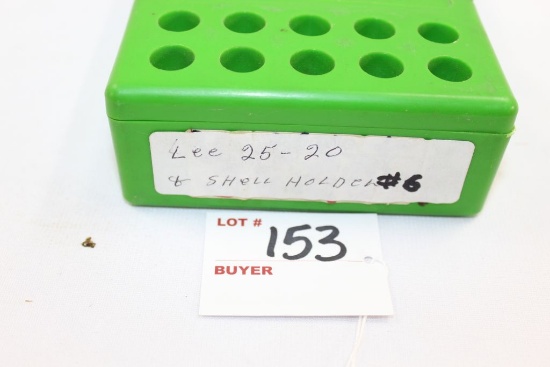 Lee 25-20
& SHELL HOLDER #6
LOT # 153
BUYER